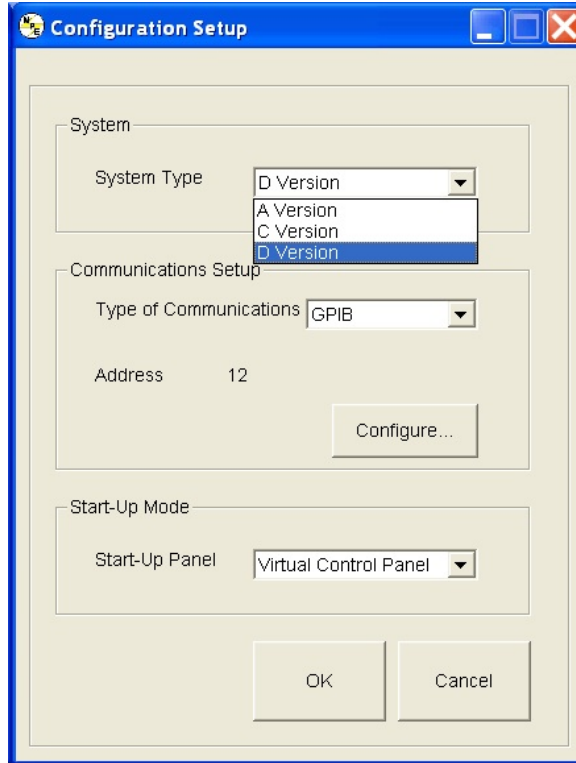 Configuration Setup
System
System Type
D Version
A Version
C Version
D Version
Communications Setup
Type of Communications GPIB
Address 12
Configure...
Start-Up Mode
Start-Up Panel Virtual Control Panel
OK Cancel